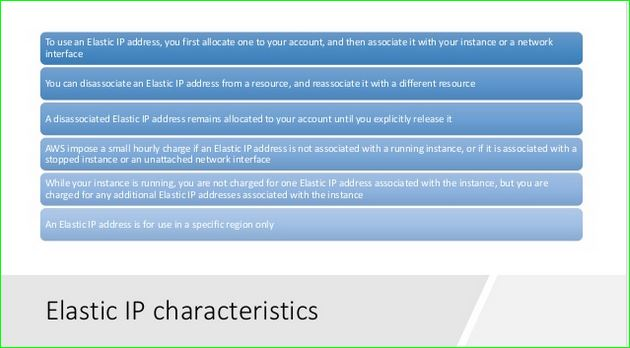 To use an Elastic IP address, you first allocate one to your account, and then associate it with your instance or a network
interface
You can disassociate an Elastic IP address from a resource, and reassociate it with a different resource
A disassociated Elastic IP address remains allocated to your account until you explicitly release it
AWS impose a small hourly charge if an Elastic IP address is not associated with a running instance, or if it is associated with a
stopped instance or an unattached network interface
While your instance is running, you are not charged for one Elastic IP address associated with the instance, but you are
charged for any additional Elastic IP addresses associated with the instance
An Elastic IP address is for use in a specific region only
Elastic IP characteristics